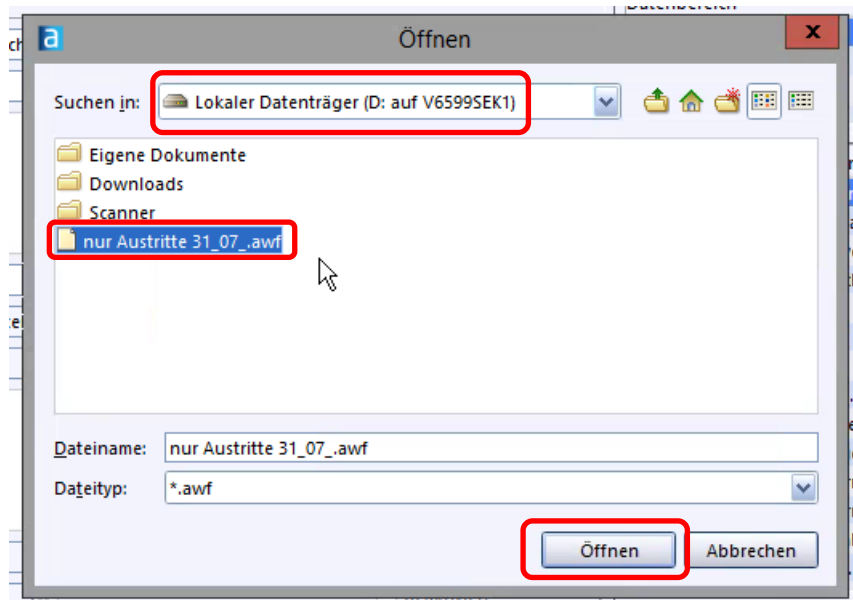 Datenbereich
Öffnen
x
Suchen in: Lokaler Datenträger (D: auf V6599SEK1)
Eigene Dokumente
Downloads
Scanner
nur Austritte 31_07_.awf
Dateiname: nur Austritte 31_07_.awf
Dateityp: *.awf
Öffnen Abbrechen